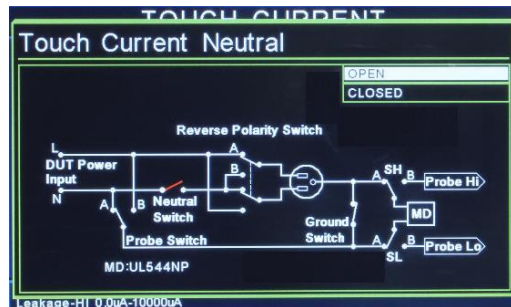 TOUCH CURRENT
Touch Current Neutral
OPEN
CLOSED
Reverse Polarity Switch
L
A
DUT Power
Input
B
SH
A
B
Probe Hi
N
A
B
Neutral
Switch
MD
Ground
Switch
Probe Switch
A
B
Probe Lo
SL
MD:UL544NP
Leakage-HI 0.0uA-10000uA